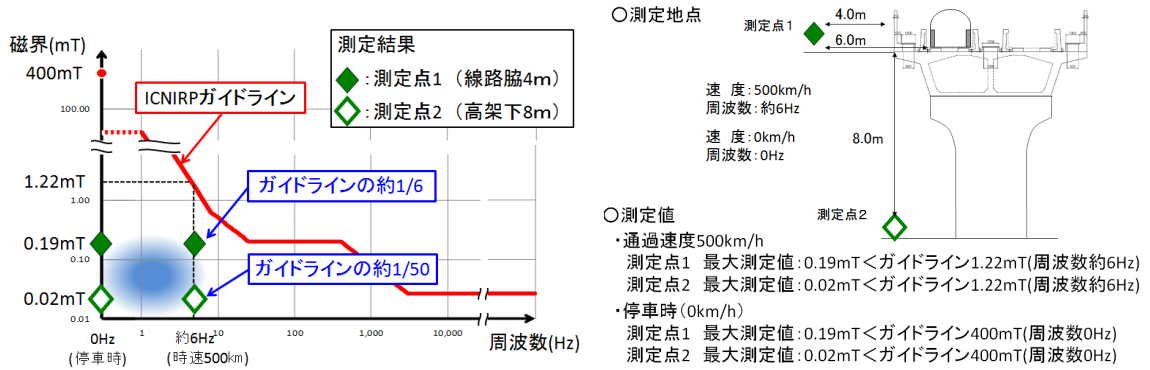 磁界(mT)
400mT
100.00
1.22mT
1.00
0.19mT
0.10
0.02mT
0.01
ICNIRPガイドライン
測定結果
:測定点1 (線路脇4m)
:測定点2 (高架下8m)
ガイドラインの約1/6
ガイドラインの約1/50
0Hz
(停車時)
1
約6Hz
(時速500km)
10
100
1,000
10,000
周波数(Hz)
○測定地点
測定点1
4.0m
6.0m
速 度:500km/h
周波数:約6Hz
速 度:0km/h
周波数:0Hz
8.0m
測定点2
○測定値
・通過速度500km/h
測定点1 最大測定値:0.19mT<ガイドライン1.22mT(周波数約6Hz)
測定点2 最大測定値:0.02mT<ガイドライン1.22mT(周波数約6Hz)
・停車時(0km/h)
測定点1 最大測定値:0.19mT<ガイドライン400mT(周波数0Hz)
測定点2 最大測定値:0.02mT<ガイドライン400mT(周波数0Hz)